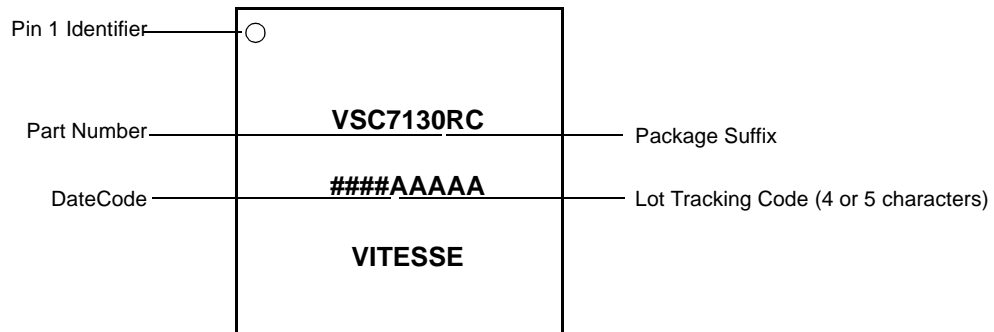 Pin 1 Identifier
VSC7130RC
Part Number
Package Suffix
####AAAAA
DateCode
Lot Tracking Code (4 or 5 characters)
VITESSE